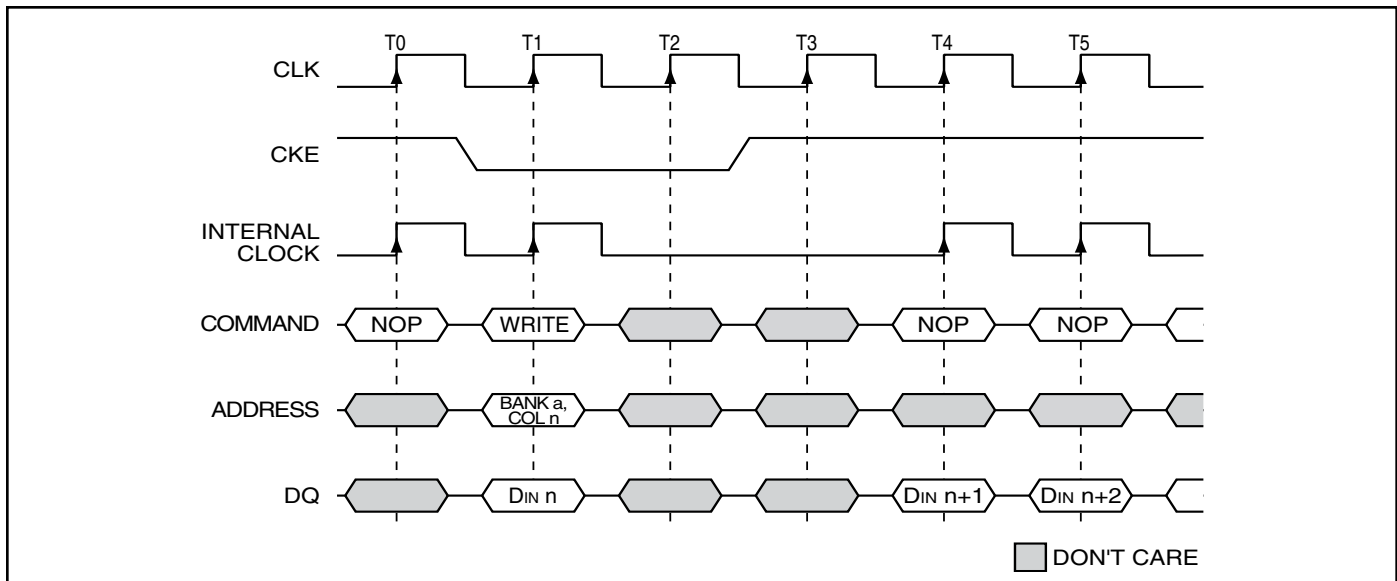 T0 T1 T2 T3 T4 T5
CLK
CKE
INTERNAL
CLOCK
COMMAND NOP WRITE NOP NOP
ADDRESS BANK a,
COL n
DQ DIN n DIN n+1 DIN n+2
DON'T CARE